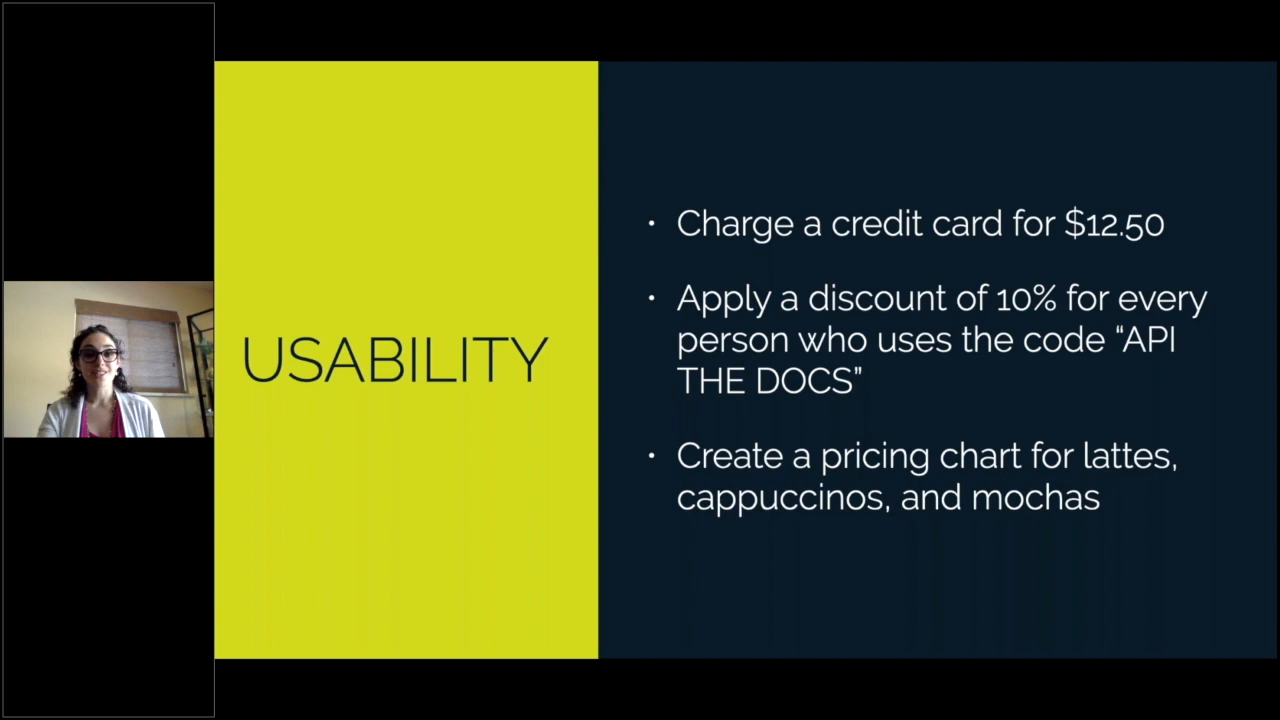 USABILITY
• Charge a credit card for $12.50
• Apply a discount of 10% for every
person who uses the code “API
THE DOCS”
• Create a pricing chart for lattes,
cappuccinos, and mochas